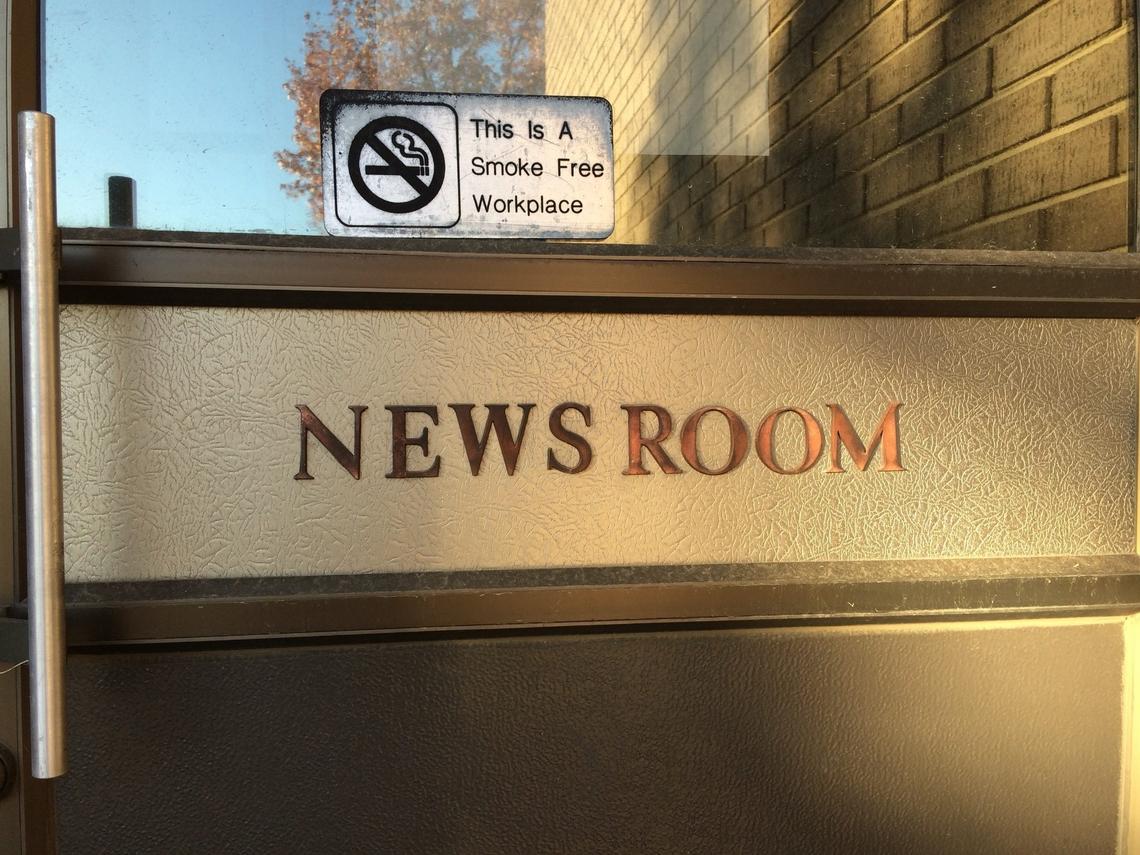 This Is A
Smoke Free
Workplace
NEWS ROOM